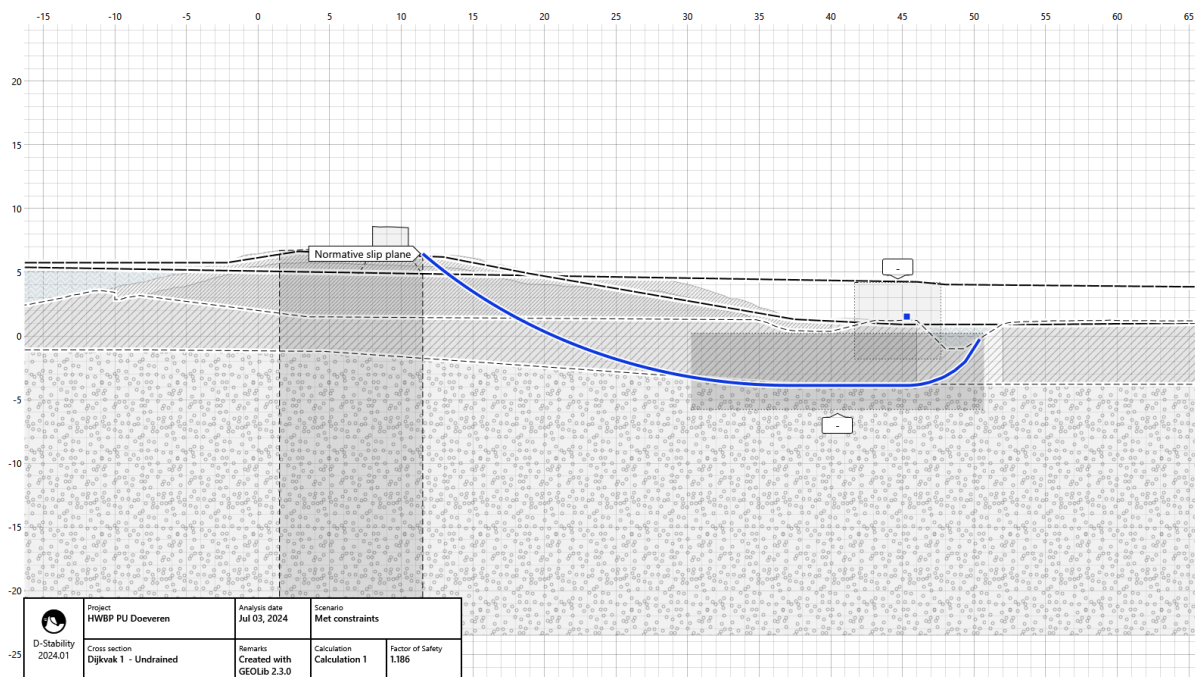 -15 -10 -5 0 5 10 15 20 25 30 35 40 45 50 55 60 65
20
15
10
5
0
-5
-10
-15
-20
-25
Normative slip plane
-
-
D-Stability
2024.01
Project
HWBP PU Doeveren
Analysis date
Jul 03, 2024
Scenario
Met constraints
Cross section
Dijkvak 1 - Undrained
Remarks
Created with
GEOLib 2.3.0
Calculation
Calculation 1
Factor of Safety
1.186